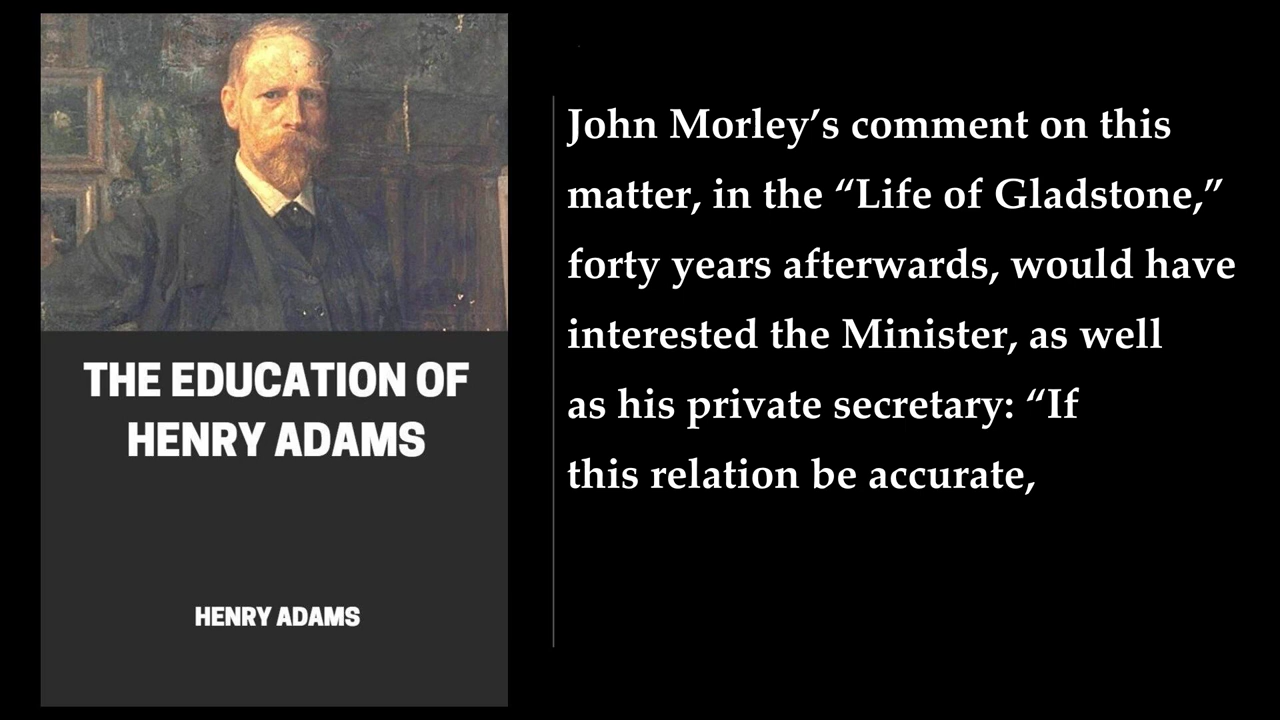 THE EDUCATION OF
HENRY ADAMS
HENRY ADAMS
John Morley’s comment on this
matter, in the “Life of Gladstone,”
forty years afterwards, would have
interested the Minister, as well
as his private secretary: “If
this relation be accurate,